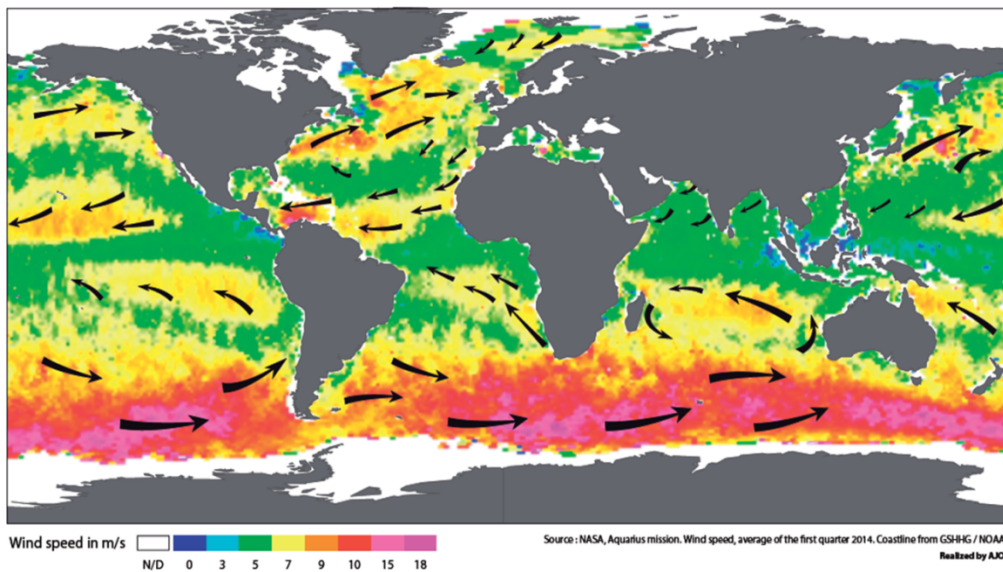 Wind speed in m/s
N/D 0 3 5 7 9 10 15 18
Source : NASA, Aquarius mission. Wind speed, average of the first quarter 2014. Coastline from GSHHG / NOAA
Realized by